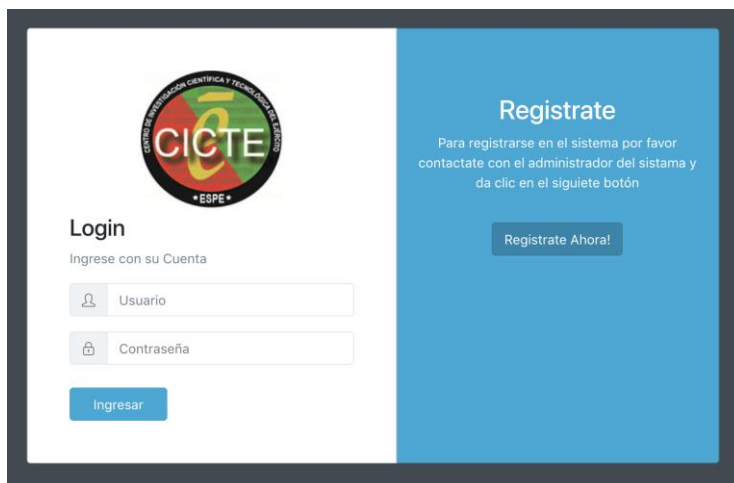 CENTRO DE INVESTIGACIÓN CIENTÍFICA Y TECNOLÓGICA DEL EJÉRCITO
CICTE
*ESPE*
Login
Ingrese con su Cuenta
Usuario
Contraseña
Ingresar
Registrate
Para registrarse en el sistema por favor
contactate con el administrador del sistama y
da clic en el siguiete botón
Registrate Ahora!